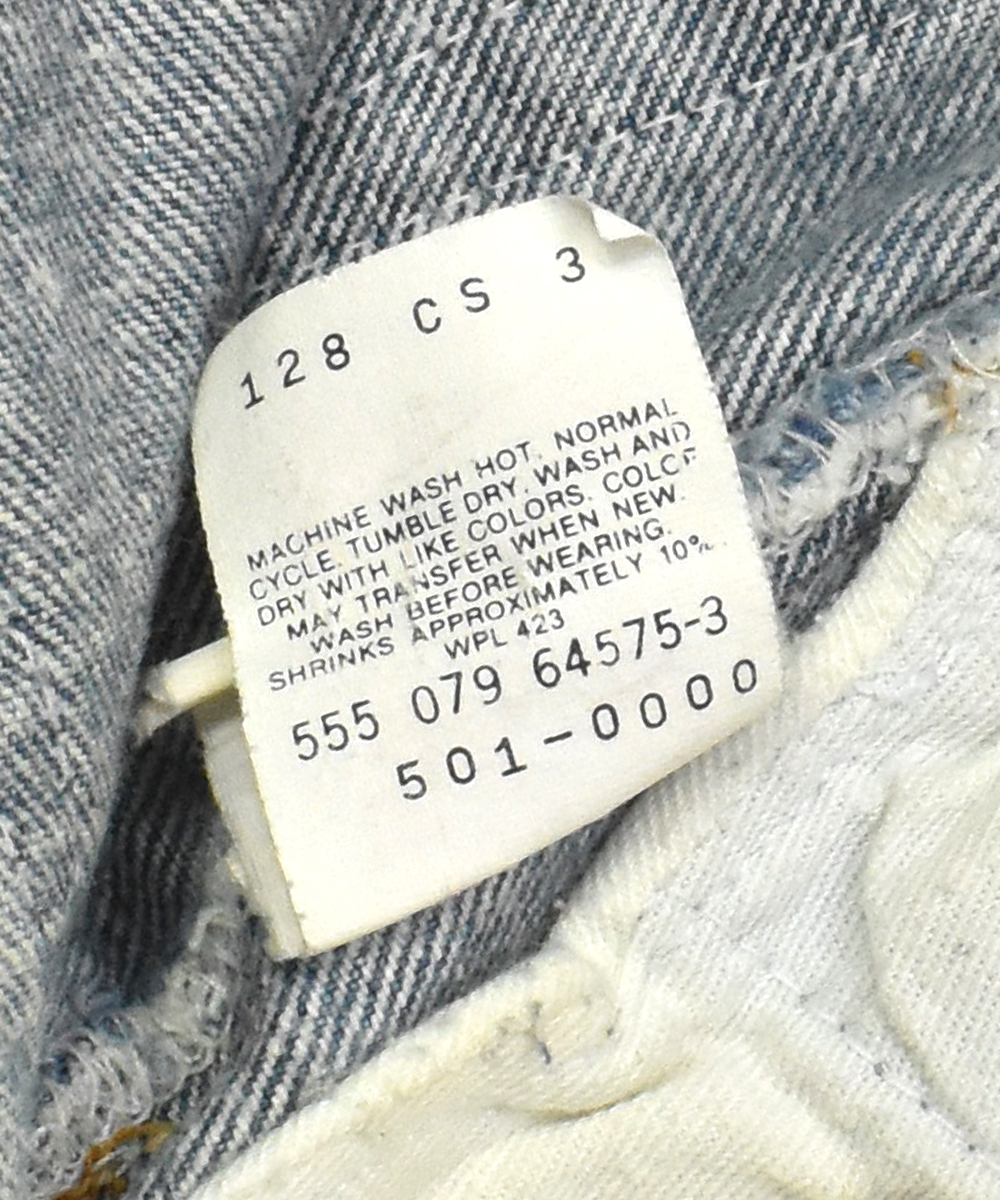 128 CS 3
MACHINE WASH HOT, NORMAL
CYCLE. TUMBLE DRY. WASH AND
DRY WITH LIKE COLORS.
MAY TRANSFER WHEN NEW.
WASH BEFORE WEARING.
SHRINKS APPROXIMATELY 10%.
WPL 423
555 079 64575-3
501-0000